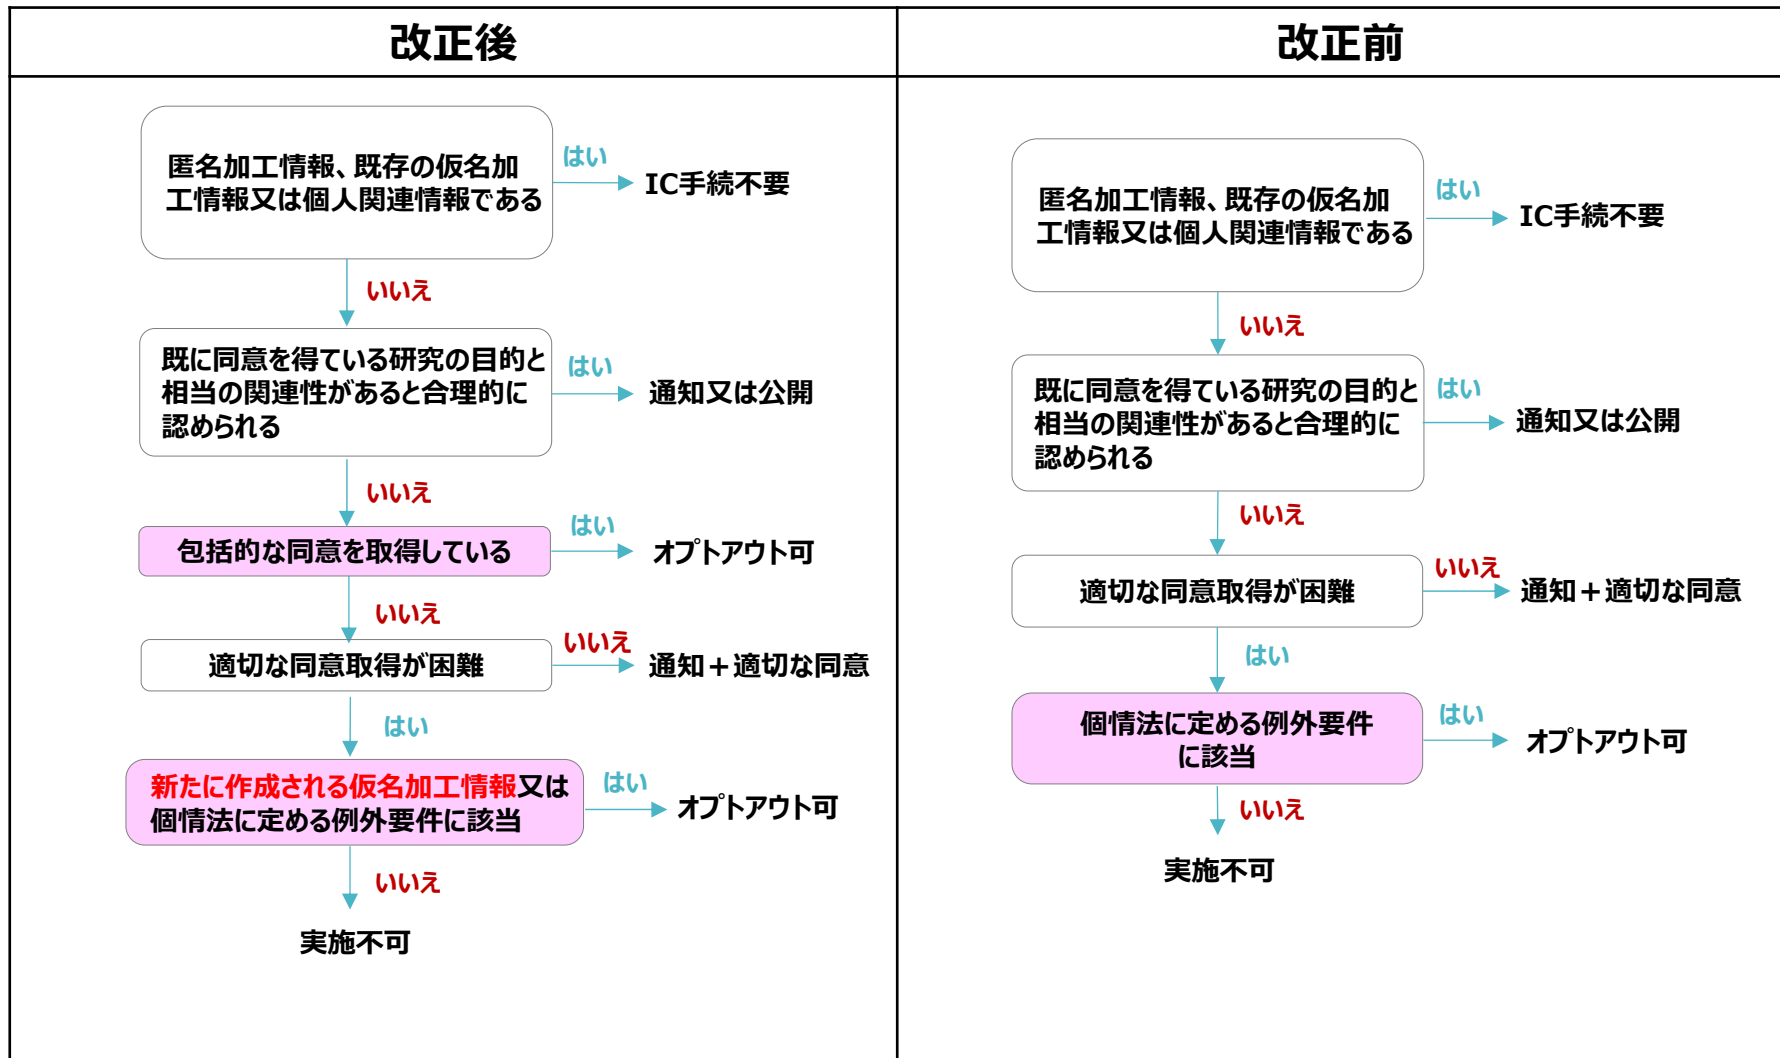 改正後
匿名加工情報、既存の仮名加
工情報又は個人関連情報である
はい
IC手続不要
いいえ
既に同意を得ている研究の目的と
相当の関連性があると合理的に
認められる
はい
通知又は公開
いいえ
包括的な同意を取得している
はい
オプトアウト可
いいえ
適切な同意取得が困難
いいえ
通知＋適切な同意
はい
新たに作成される仮名加工情報又は
個情法に定める例外要件に該当
はい
オプトアウト可
いいえ
実施不可
改正前
匿名加工情報、既存の仮名加
工情報又は個人関連情報である
はい
IC手続不要
いいえ
既に同意を得ている研究の目的と
相当の関連性があると合理的に
認められる
はい
通知又は公開
いいえ
適切な同意取得が困難
いいえ
通知＋適切な同意
はい
個情法に定める例外要件
に該当
はい
オプトアウト可
いいえ
実施不可